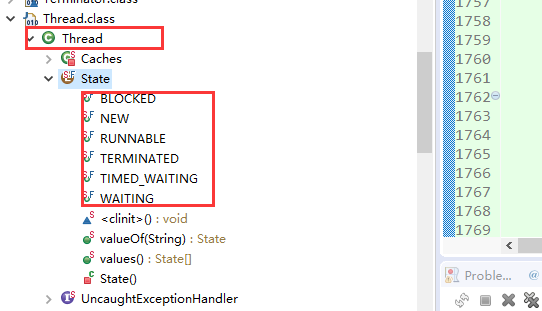 Terminator.class
Thread.class
Thread
Caches
State
BLOCKED
NEW
RUNNABLE
TERMINATED
TIMED_WAITING
WAITING
<clinit>() : void
valueOf(String) : State
values() : State[]
State()
UncaughtExceptionHandler
1757
1758
1759
1760
1761
1762
1763
1764
1765
1766
1767
1768
1769
Proble...
@